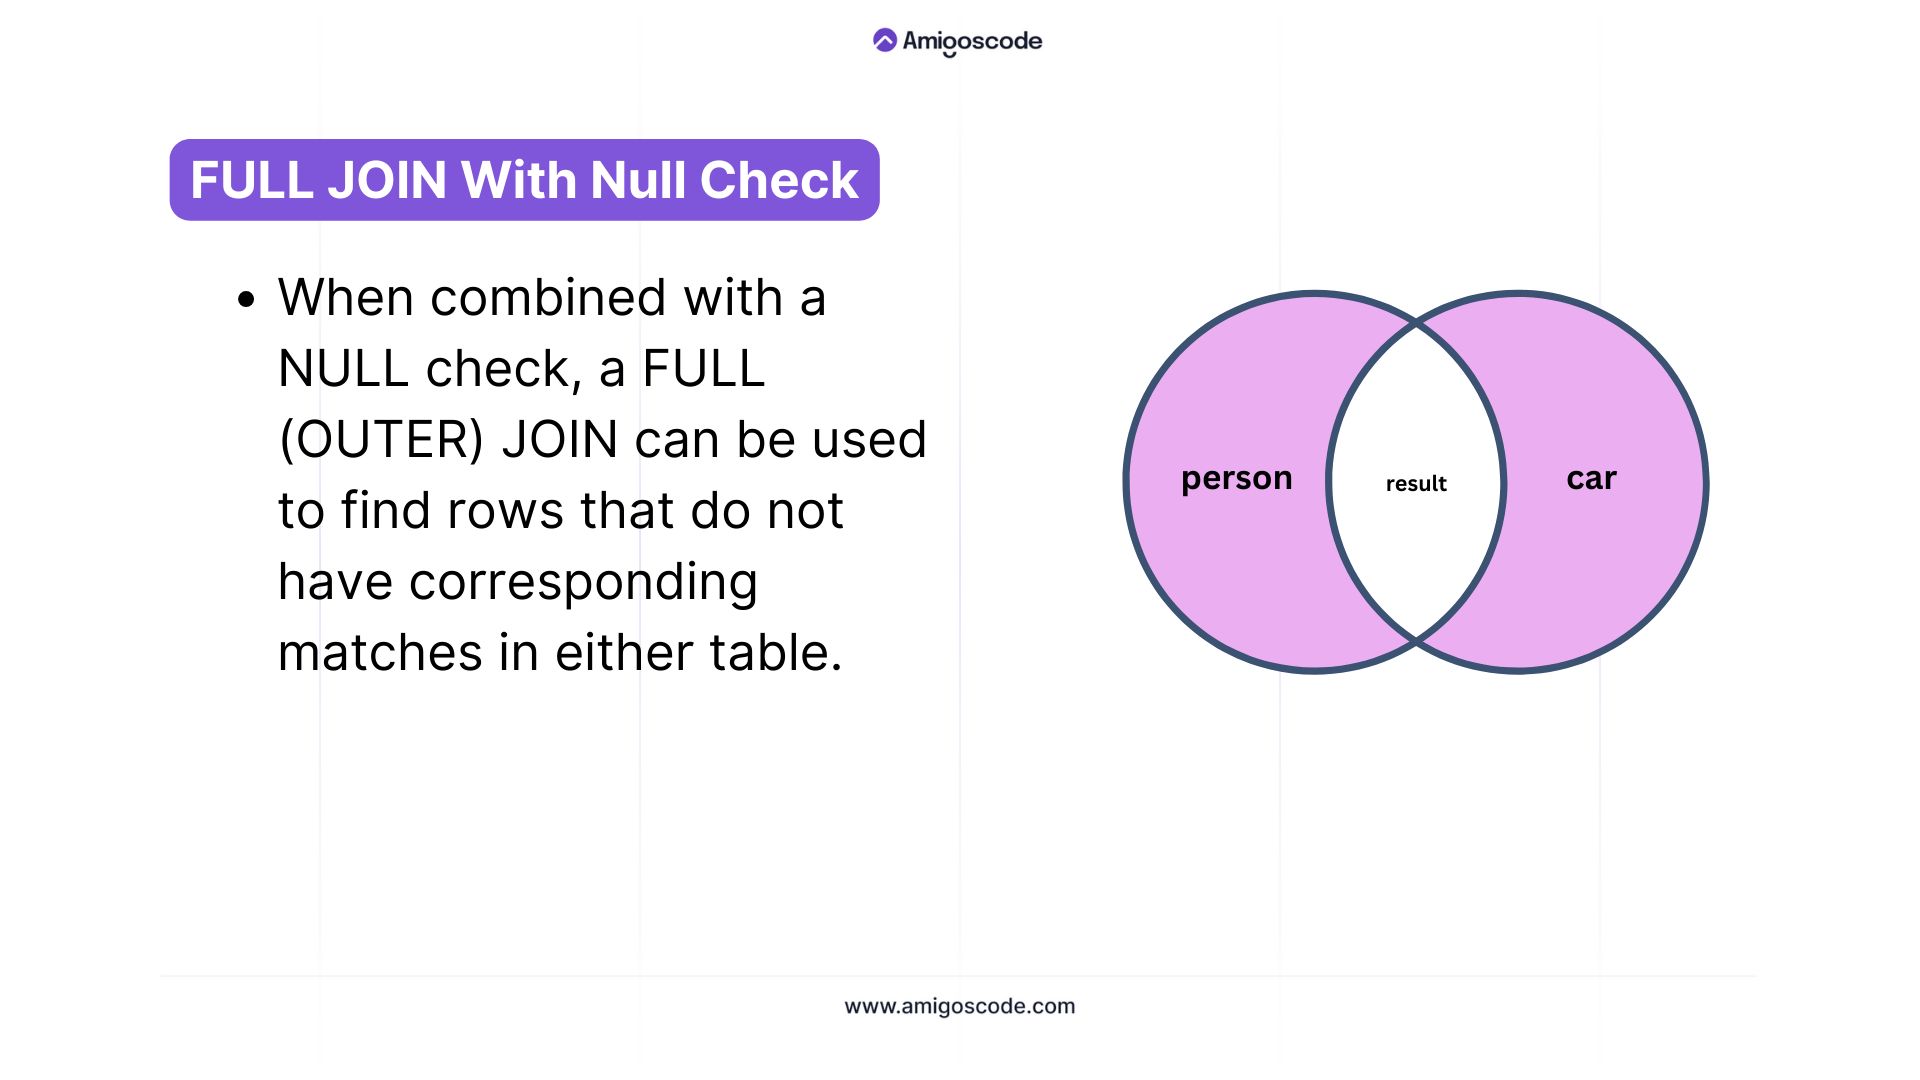 Amigoscode
FULL JOIN With Null Check
• When combined with a
NULL check, a FULL
(OUTER) JOIN can be used
to find rows that do not
have corresponding
matches in either table.
person
result
car
www.amigoscode.com